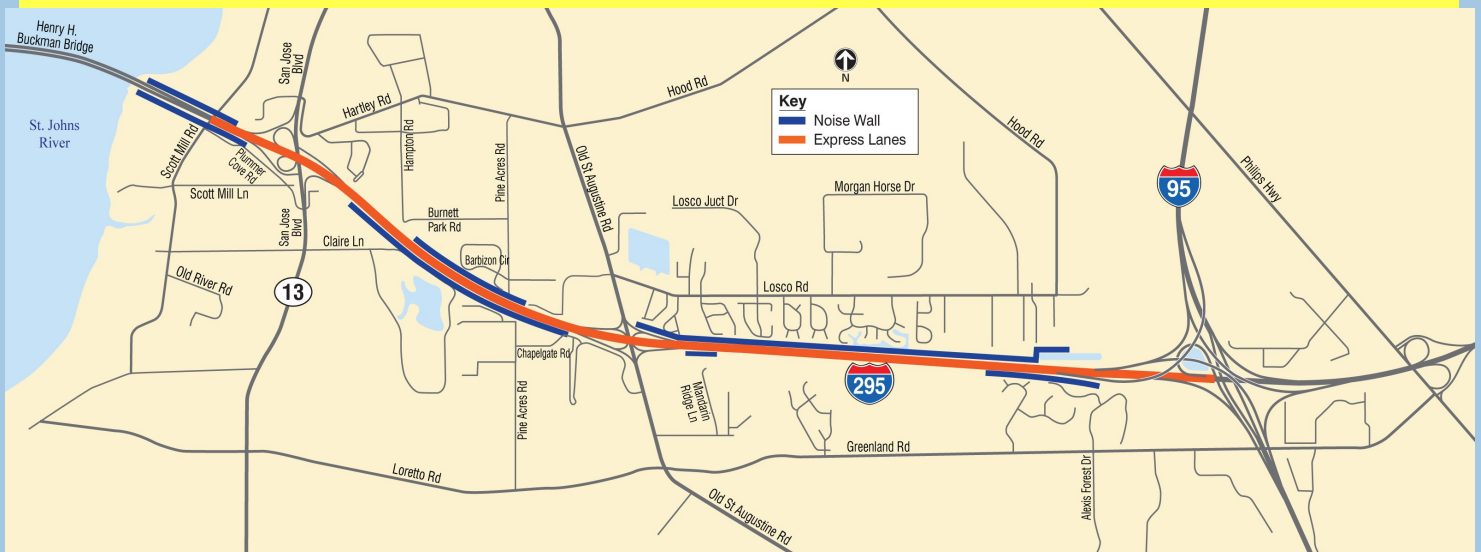 Henry H.
Buckman Bridge
San Jose
Blvd
St. Johns
River
Scott Mill Rd
Plummer
Cove Rd
Scott Mill Ln
San Jose
Blvd
Hartley Rd
Hampton Rd
Pine Acres Rd
Burnett
Park Rd
Claire Ln
Barbizon Cir
Old River Rd
13
Chapelgate Rd
Pine Acres Rd
Loretto Rd
Old St Augustine Rd
Hood Rd
N
Key
Noise Wall
Express Lanes
Hood Rd
Losco Juct Dr
Morgan Horse Dr
Losco Rd
95
Philips Hwy
295
Mandarin
Ridge Ln
Greenland Rd
Alexis Forest Dr
Old St Augustine Rd